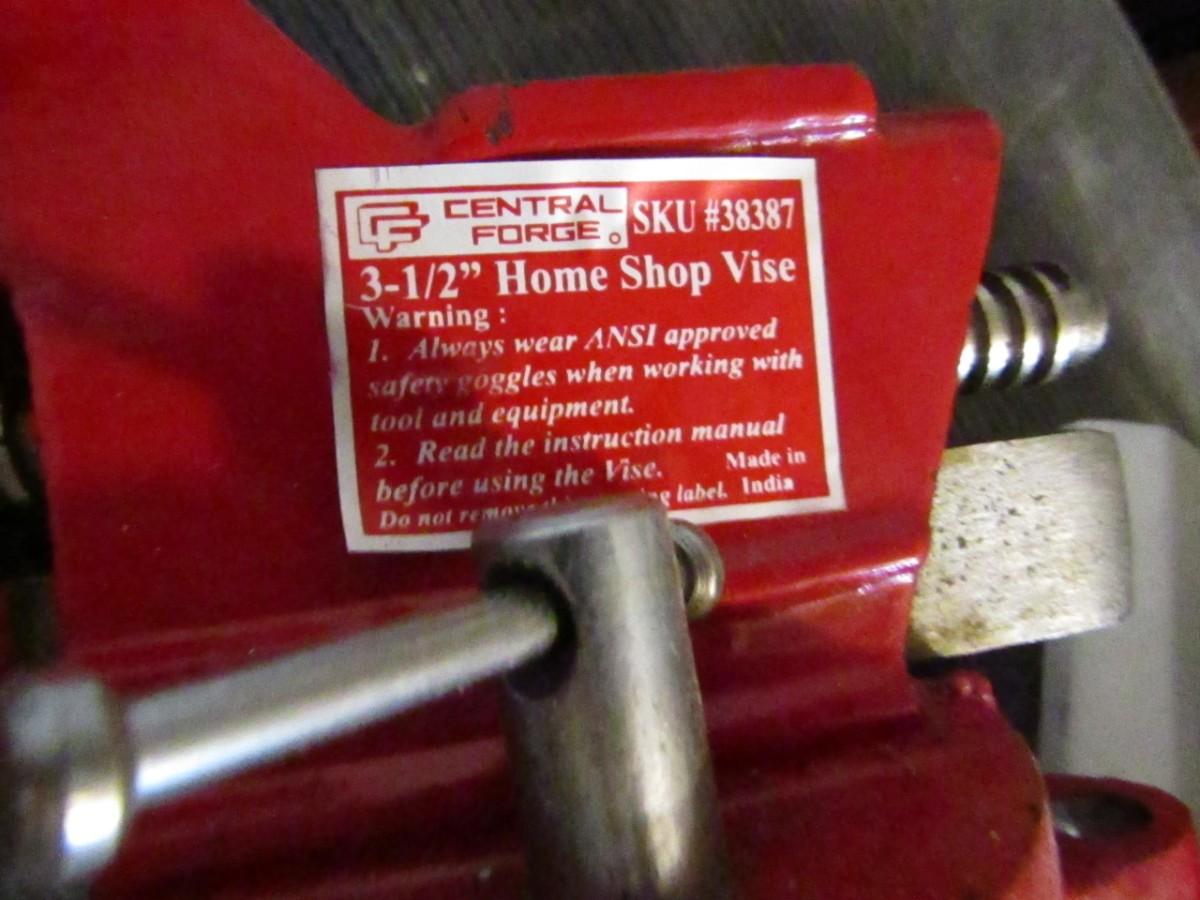 CENTRAL
FORGE
SKU #38387
3-1/2” Home Shop Vise
Warning :
1. Always wear ANSI approved
safety goggles when working with
tool and equipment.
2. Read the instruction manual
before using the Vise.
Made in
India
Do not remove this label.